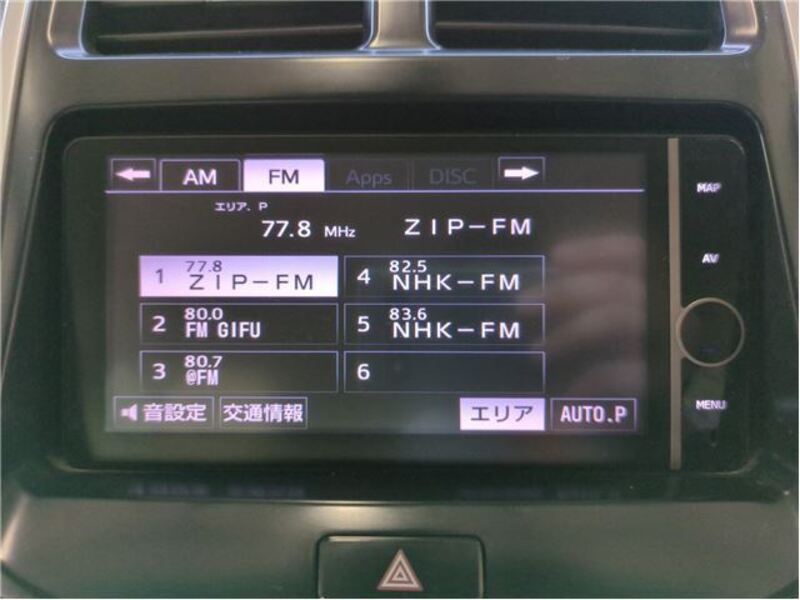 AM FM Apps DISC
MAP
エリア. P
77.8 MHz ZIP-FM
AV
1 77.8 ZIP-FM
4 82.5 NHK-FM
2 80.0 FM GIFU
5 83.6 NHK-FM
3 80.7 @FM
6
音設定 交通情報 エリア AUTO.P
MENU